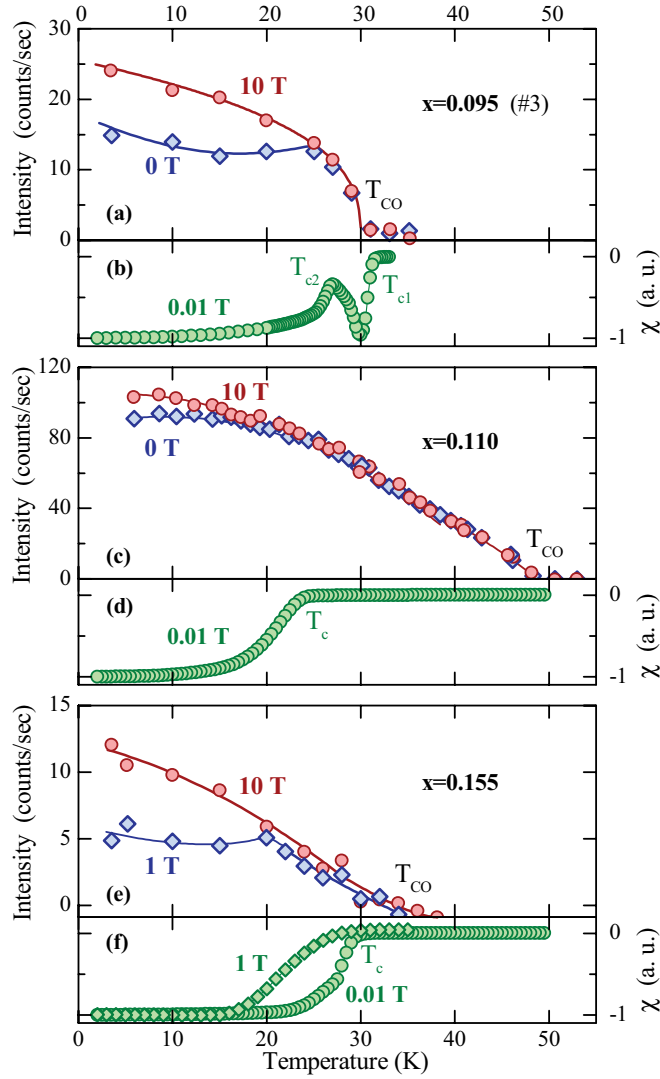 0 10 20 30 40 50
30
20
10
0
Intensity (counts/sec)
10 T
0 T
x=0.095 (#3)
T_CO
(a)
(b)
T_c2
T_c1
0.01 T
0
-1
χ (a. u.)
120
80
40
0
Intensity (counts/sec)
10 T
0 T
x=0.110
T_CO
(c)
(d)
0.01 T
T_c
0
-1
χ (a. u.)
15
10
5
0
Intensity (counts/sec)
10 T
1 T
x=0.155
T_CO
(e)
(f)
1 T
T_c
0.01 T
0
-1
χ (a. u.)
0 10 20 30 40 50
Temperature (K)